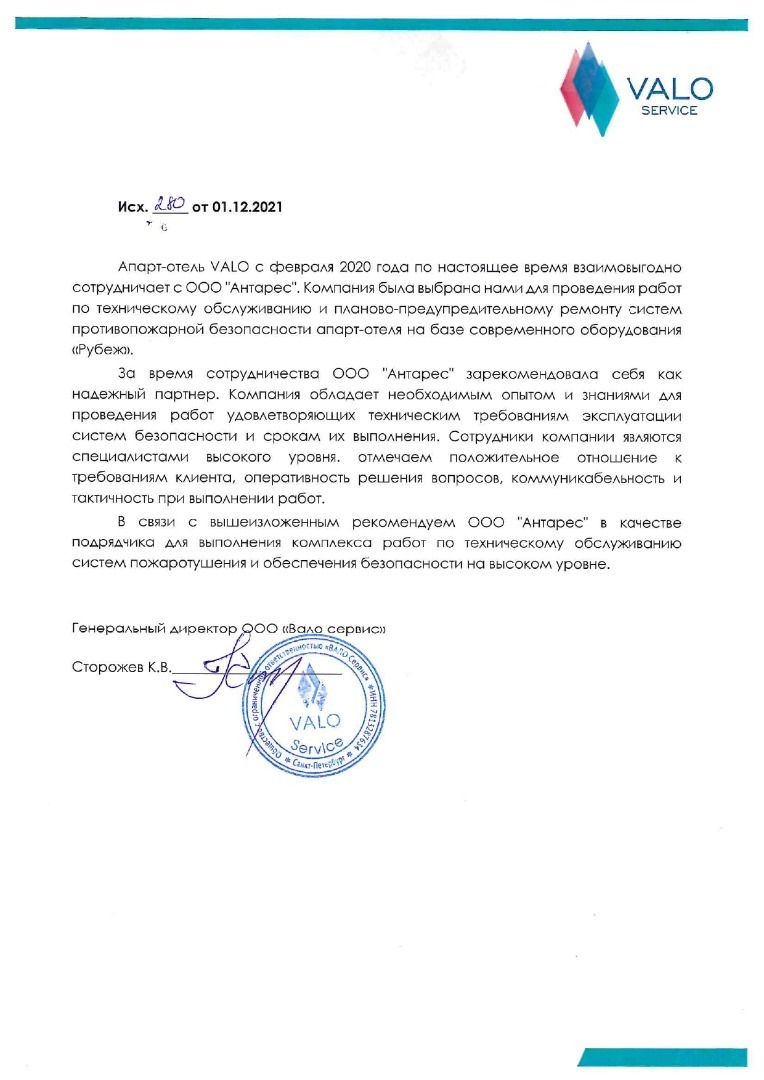 VALO
SERVICE
Исх. 280 от 01.12.2021
Апарт-отель VALO с февраля 2020 года по настоящее время взаимовыгодно
сотрудничает с ООО "Антарес". Компания была выбрана нами для проведения работ
по техническому обслуживанию и планово-предупредительному ремонту систем
противопожарной безопасности апарт-отеля на базе современного оборудования
«Рубеж».
За время сотрудничества ООО "Антарес" зарекомендовала себя как
надежный партнер. Компания обладает необходимым опытом и знаниями для
проведения работ удовлетворяющих техническим требованиям эксплуатации
систем безопасности и срокам их выполнения. Сотрудники компании являются
специалистами высокого уровня. отмечаем положительное отношение к
требованиям клиента, оперативность решения вопросов, коммуникабельность и
тактичность при выполнении работ.
В связи с вышеизложенным рекомендуем ООО "Антарес" в качестве
подрядчика для выполнения комплекса работ по техническому обслуживанию
систем пожаротушения и обеспечения безопасности на высоком уровне.
Генеральный директор ООО «Вало сервис»
Сторожев К.В.
Общество с ограниченной ответственностью «ВАЛО Сервис» * ИНН 7813287654 * Санкт-Петербург *
VALO
Service